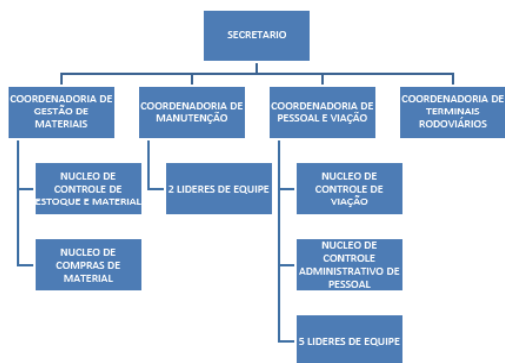 SECRETARIO
COORDENADORIA DE
GESTÃO DE
MATERIAIS
COORDENADORIA DE
MANUTENÇÃO
COORDENADORIA DE
PESSOAL E VIAÇÃO
COORDENADORIA DE
TERMINAIS
RODOVIÁRIOS
NUCLEO DE
CONTROLE DE
ESTOQUE E MATERIAL
2 LIDERES DE EQUIPE
NUCLEO DE
CONTROLE DE
VIAÇÃO
NUCLEO DE
COMPRAS DE
MATERIAL
NUCLEO DE
CONTROLE
ADMINISTRATIVO DE
PESSOAL
5 LIDERES DE EQUIPE